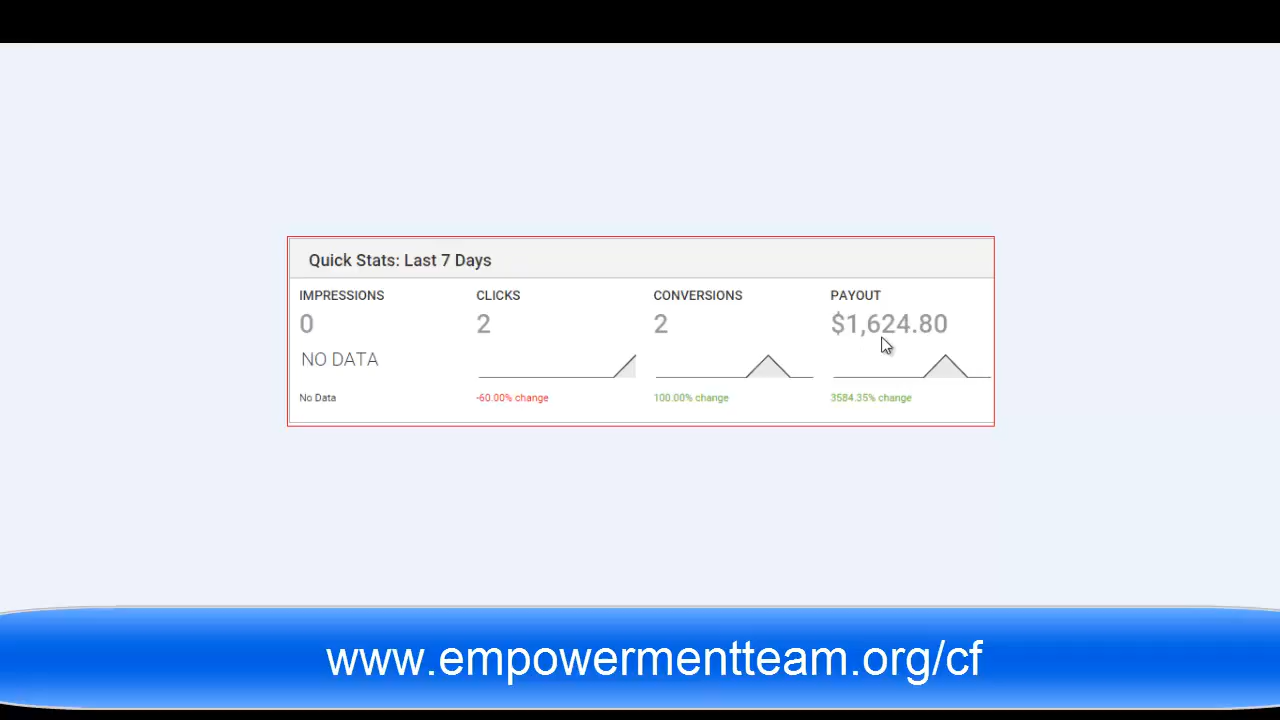 Quick Stats: Last 7 Days
IMPRESSIONS CLICKS CONVERSIONS PAYOUT
0 2 2 $1,624.80
NO DATA
No Data -60.00% change 100.00% change 3584.35% change
www.empowermentteam.org/cf